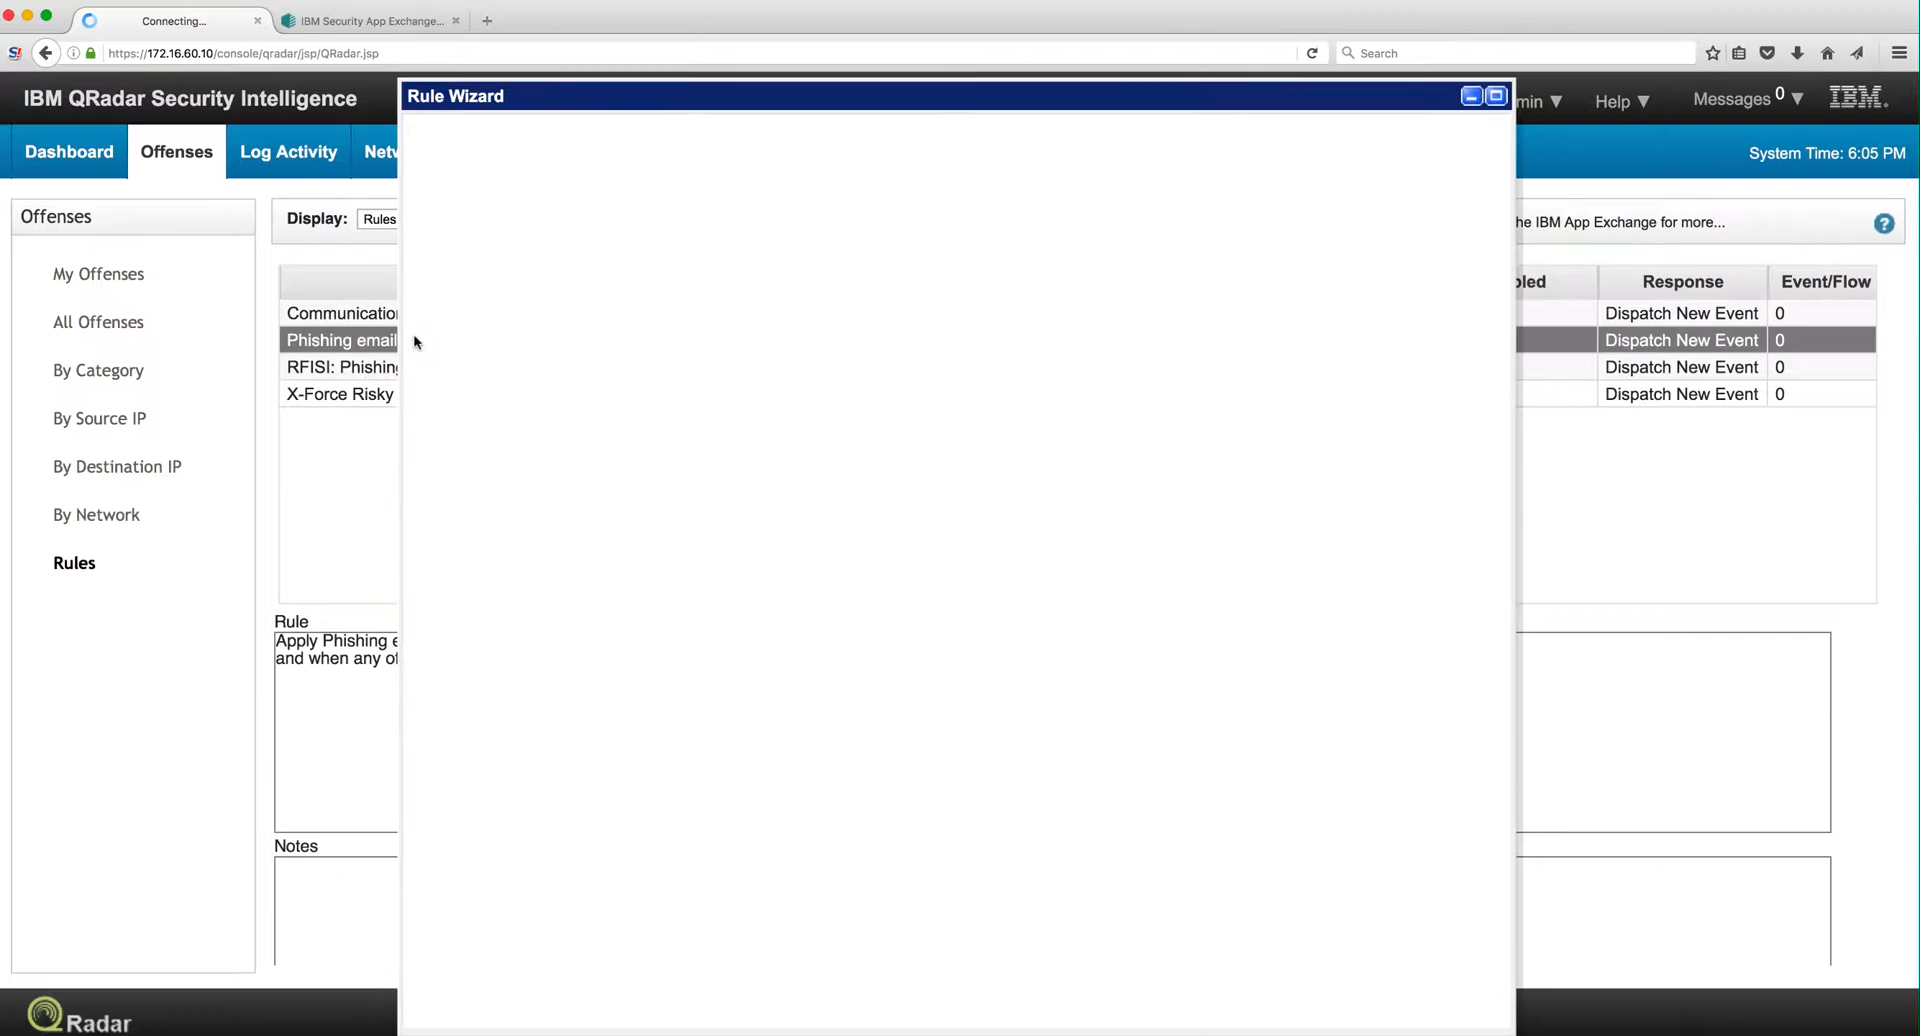 Connecting...
IBM Security App Exchange...
https://172.16.60.10/console/qradar/jsp/QRadar.jsp
Search
IBM QRadar Security Intelligence
Rule Wizard
min ▼
Help ▼
Messages 0 ▼
IBM.
Dashboard
Offenses
Log Activity
Netw
System Time: 6:05 PM
Offenses
My Offenses
All Offenses
By Category
By Source IP
By Destination IP
By Network
Rules
Display:
Rules
he IBM App Exchange for more...
?
bled
Response
Event/Flow
Communicatio
Dispatch New Event
0
Phishing email
Dispatch New Event
0
RFISI: Phishing
Dispatch New Event
0
X-Force Risky
Dispatch New Event
0
Rule
Apply Phishing e
and when any of
Notes
QRadar